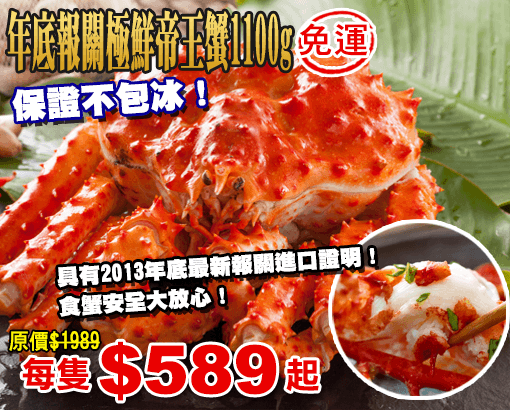 年底報關極鮮帝王蟹1100g 免運
保證不包冰！
具有2013年底最新報關進口證明！
食蟹安全大放心！
原價$1989
每隻$589起